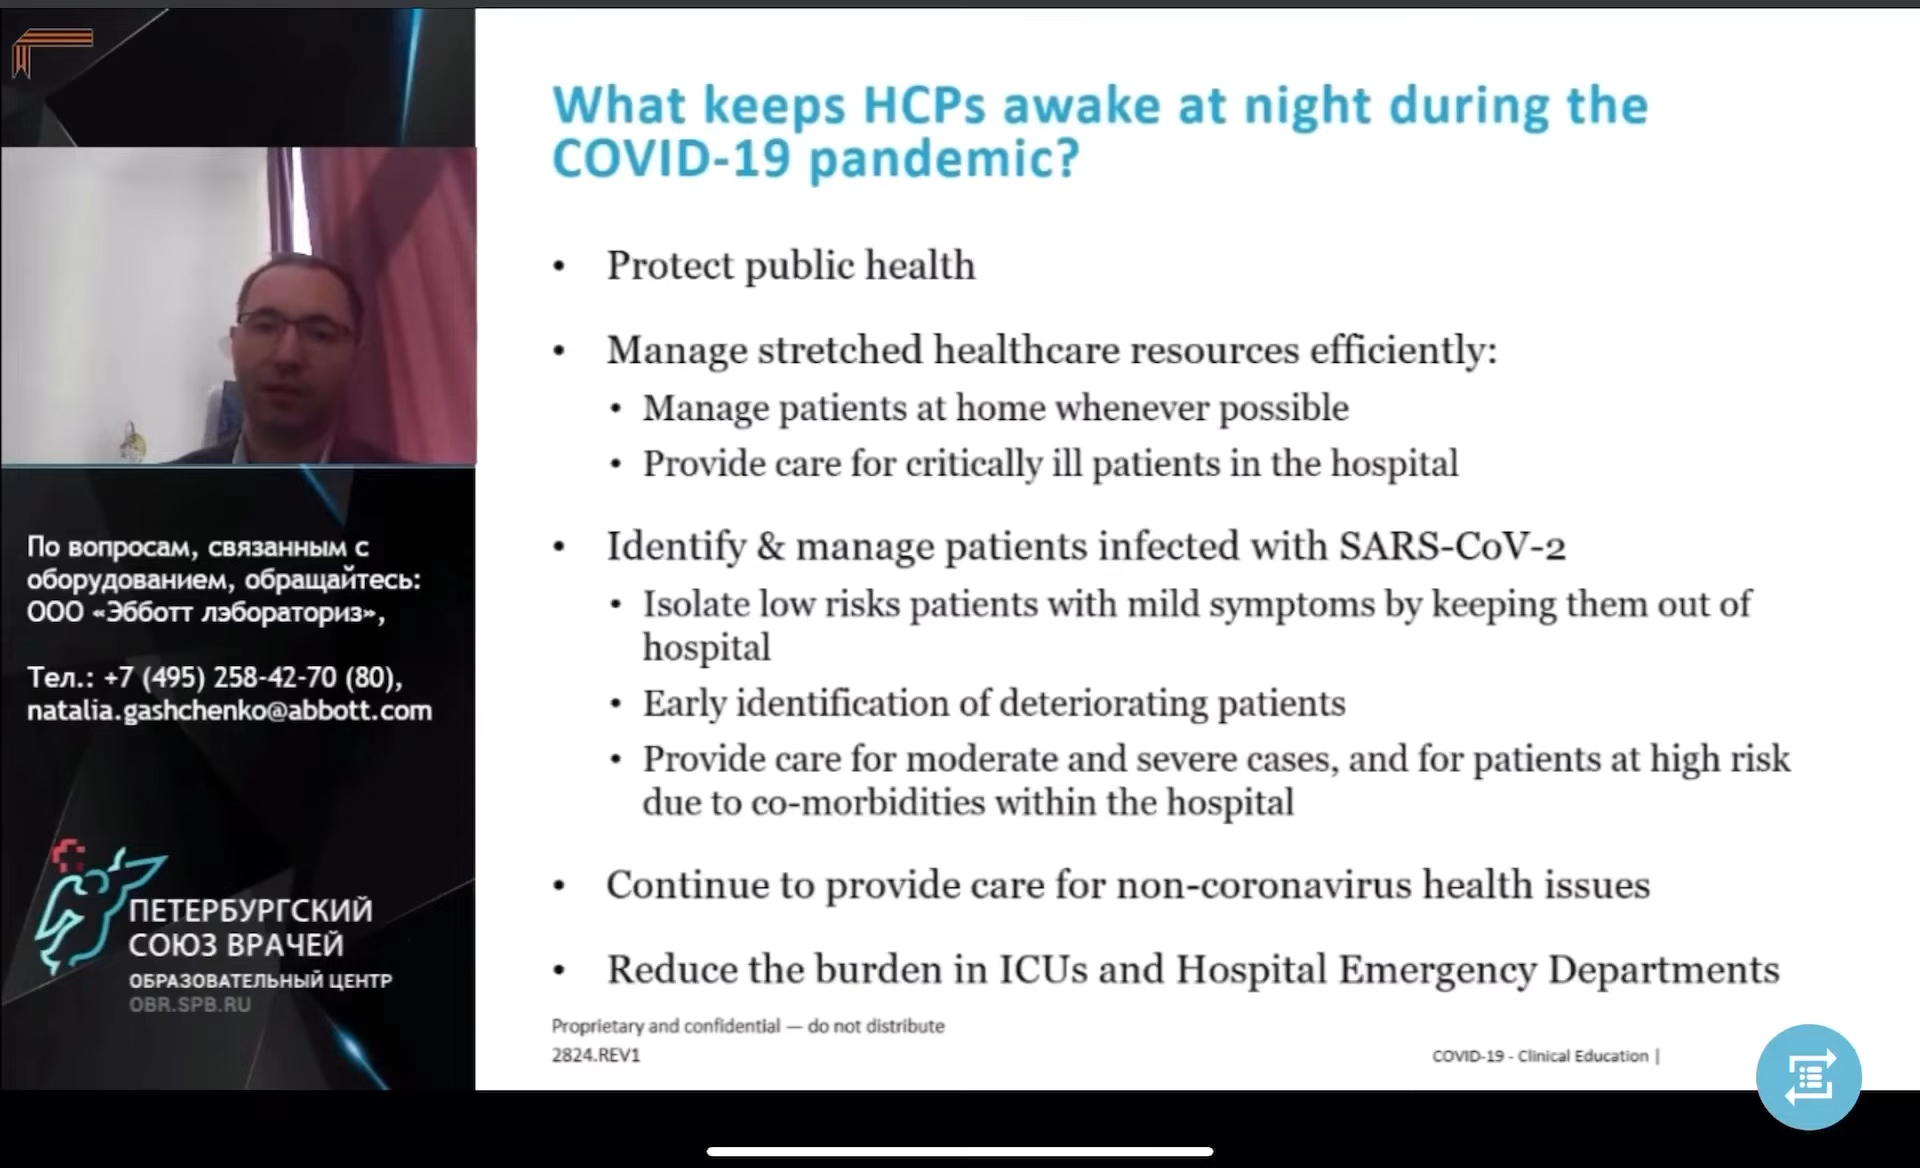 По вопросам, связанным с
оборудованием, обращайтесь:
ООО «Эбботт лэбораториз»,
Тел.: +7 (495) 258-42-70 (80),
natalia.gashchenko@abbott.com
ПЕТЕРБУРГСКИЙ
СОЮЗ ВРАЧЕЙ
ОБРАЗОВАТЕЛЬНЫЙ ЦЕНТР
OBR.SPB.RU
What keeps HCPs awake at night during the
COVID-19 pandemic?
• Protect public health
• Manage stretched healthcare resources efficiently:
• Manage patients at home whenever possible
• Provide care for critically ill patients in the hospital
• Identify & manage patients infected with SARS-CoV-2
• Isolate low risks patients with mild symptoms by keeping them out of
hospital
• Early identification of deteriorating patients
• Provide care for moderate and severe cases, and for patients at high risk
due to co-morbidities within the hospital
• Continue to provide care for non-coronavirus health issues
• Reduce the burden in ICUs and Hospital Emergency Departments
Proprietary and confidential — do not distribute
2824.REV1
COVID-19 - Clinical Education |